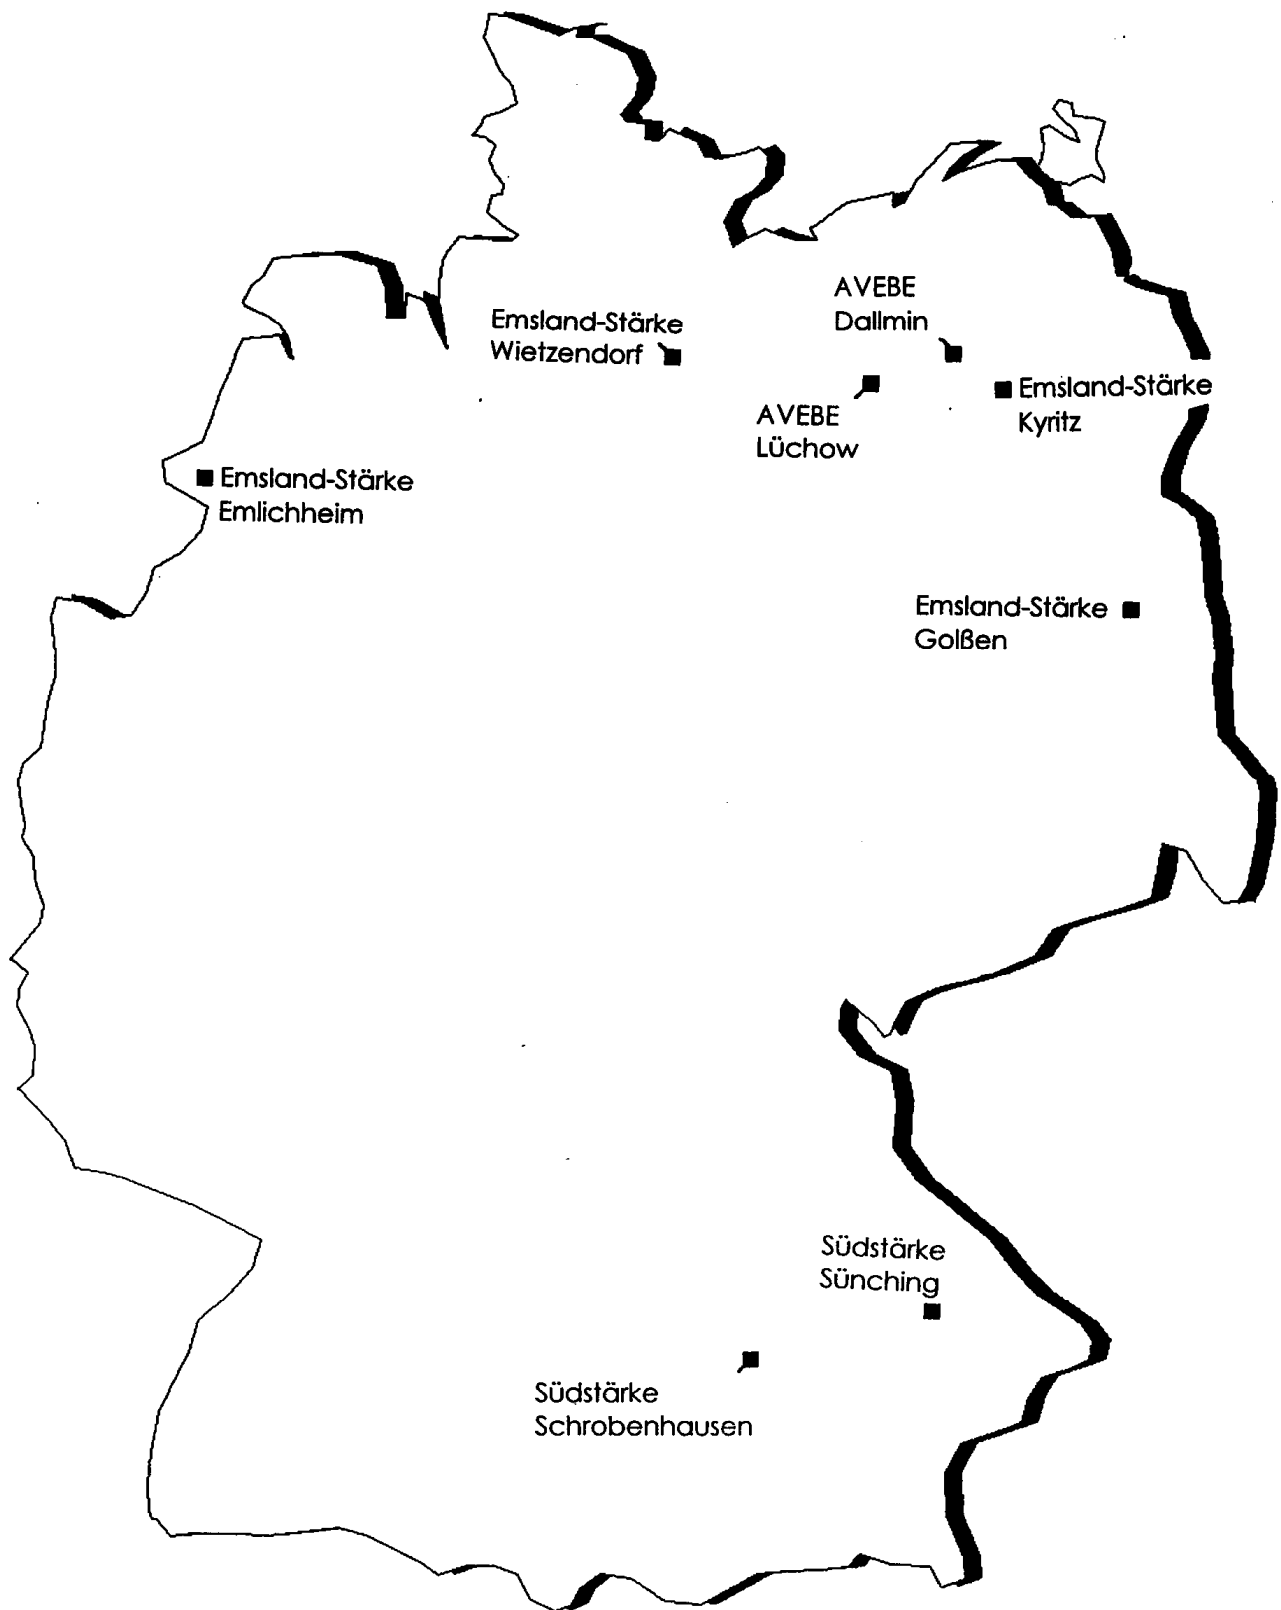 AVEBE
Dallmin
Emsland-Stärke
Wietzendorf
Emsland-Stärke
Kyritz
AVEBE
Lüchow
Emsland-Stärke
Emlichheim
Emsland-Stärke
Golßen
Südstärke
Sünching
Südstärke
Schrobenhausen